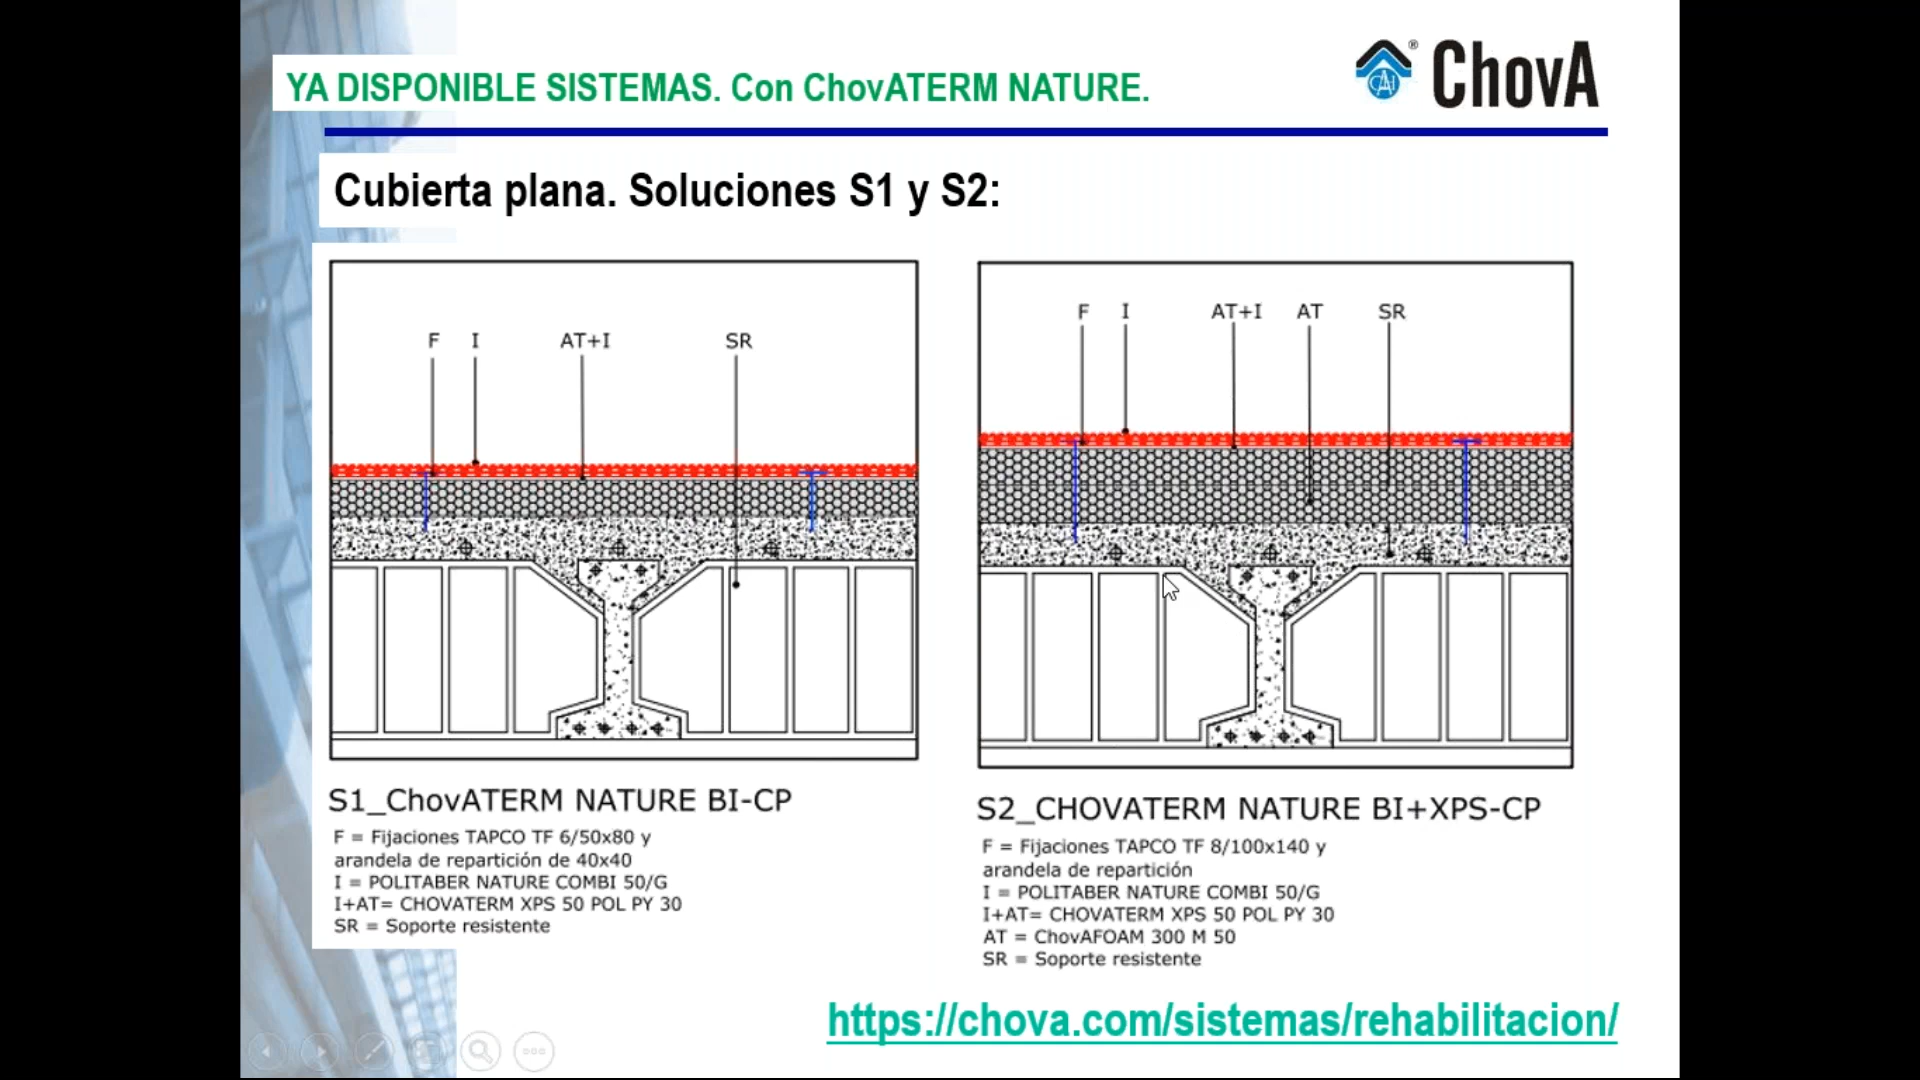 YA DISPONIBLE SISTEMAS. Con ChovATERM NATURE.
CAH ® ChovA
Cubierta plana. Soluciones S1 y S2:
F I AT+I SR
F I AT+I AT SR
S1_ChovATERM NATURE BI-CP
F = Fijaciones TAPCO TF 6/50x80 y
arandela de repartición de 40x40
I = POLITABER NATURE COMBI 50/G
I+AT= CHOVATERM XPS 50 POL PY 30
SR = Soporte resistente
S2_CHOVATERM NATURE BI+XPS-CP
F = Fijaciones TAPCO TF 8/100x140 y
arandela de repartición
I = POLITABER NATURE COMBI 50/G
I+AT= CHOVATERM XPS 50 POL PY 30
AT = ChovAFOAM 300 M 50
SR = Soporte resistente
https://chova.com/sistemas/rehabilitacion/